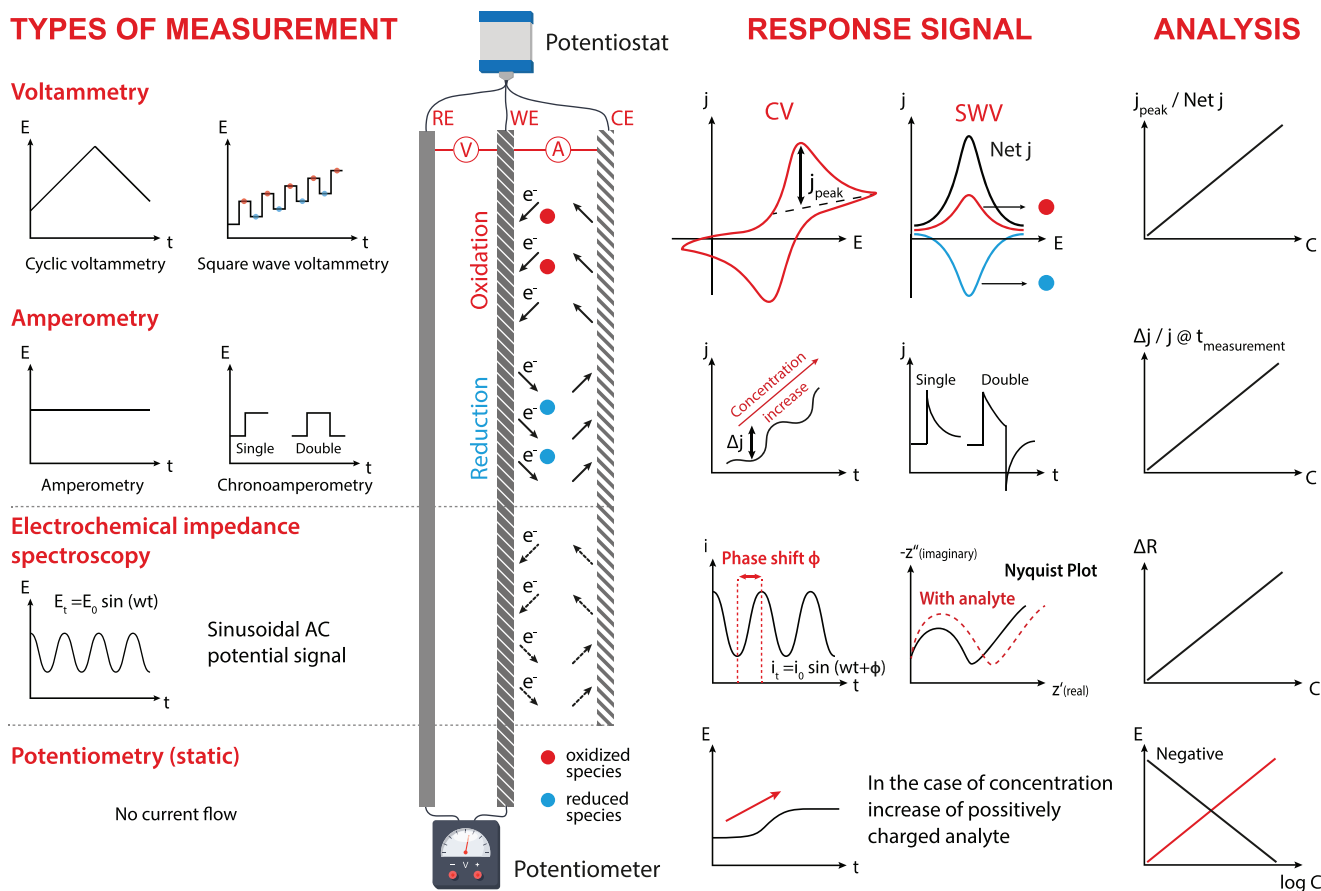 TYPES OF MEASUREMENT
Potentiostat
RESPONSE SIGNAL
ANALYSIS
Voltammetry
E
t
Cyclic voltammetry
E
t
Square wave voltammetry
Amperometry
E
t
Amperometry
E
Single
Double
t
Chronoamperometry
Electrochemical impedance
spectroscopy
E
Et =E0 sin (wt)
t
Sinusoidal AC
potential signal
Potentiometry (static)
No current flow
RE
WE
CE
V
A
Oxidation
e-
e-
e-
Reduction
e-
e-
e-
e-
e-
e-
e-
oxidized
species
reduced
species
- V +
Potentiometer
j
CV
jpeak
E
j
SWV
Net j
E
jpeak / Net j
C
j
Concentration
increase
Δj
t
j
Single
Double
t
Δj / j @ tmeasurement
C
i
Phase shift ϕ
it =i0 sin (wt+ϕ)
t
-z″(imaginary)
Nyquist Plot
With analyte
z′(real)
ΔR
C
E
t
In the case of concentration
increase of possitively
charged analyte
E
Negative
log C